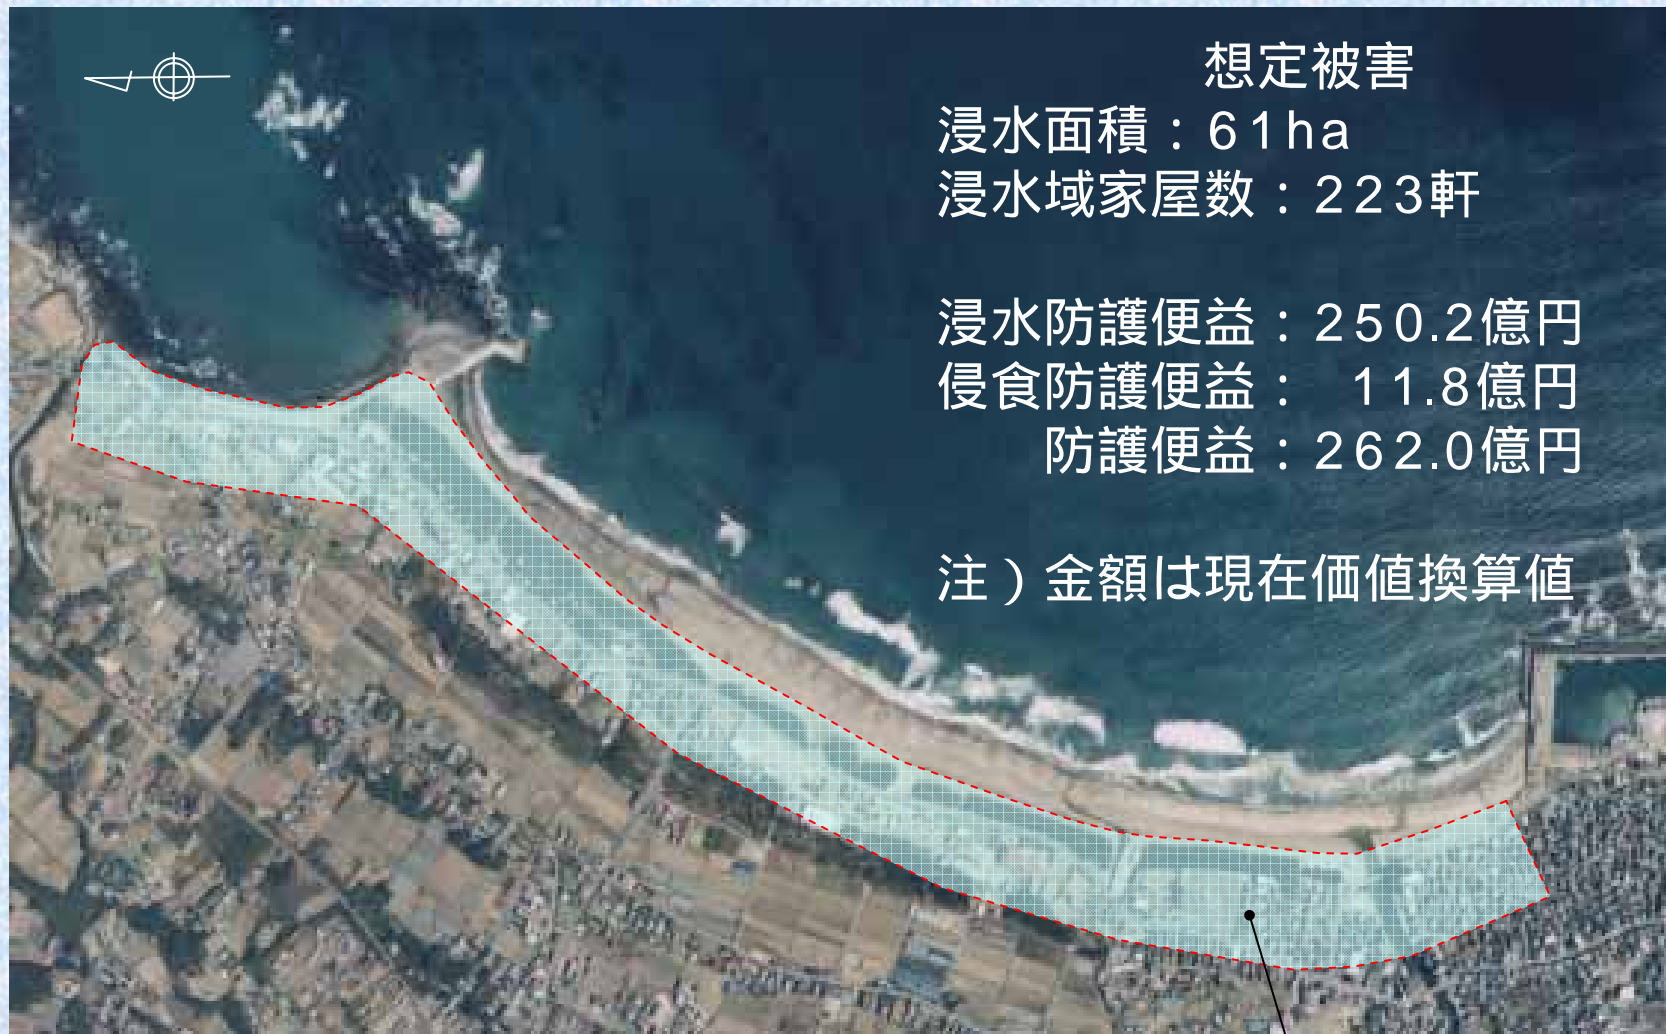 想定被害
浸水面積：61ha
浸水域家屋数：223軒
浸水防護便益：250.2億円
侵食防護便益：　11.8億円
防護便益：262.0億円
注）金額は現在価値換算値